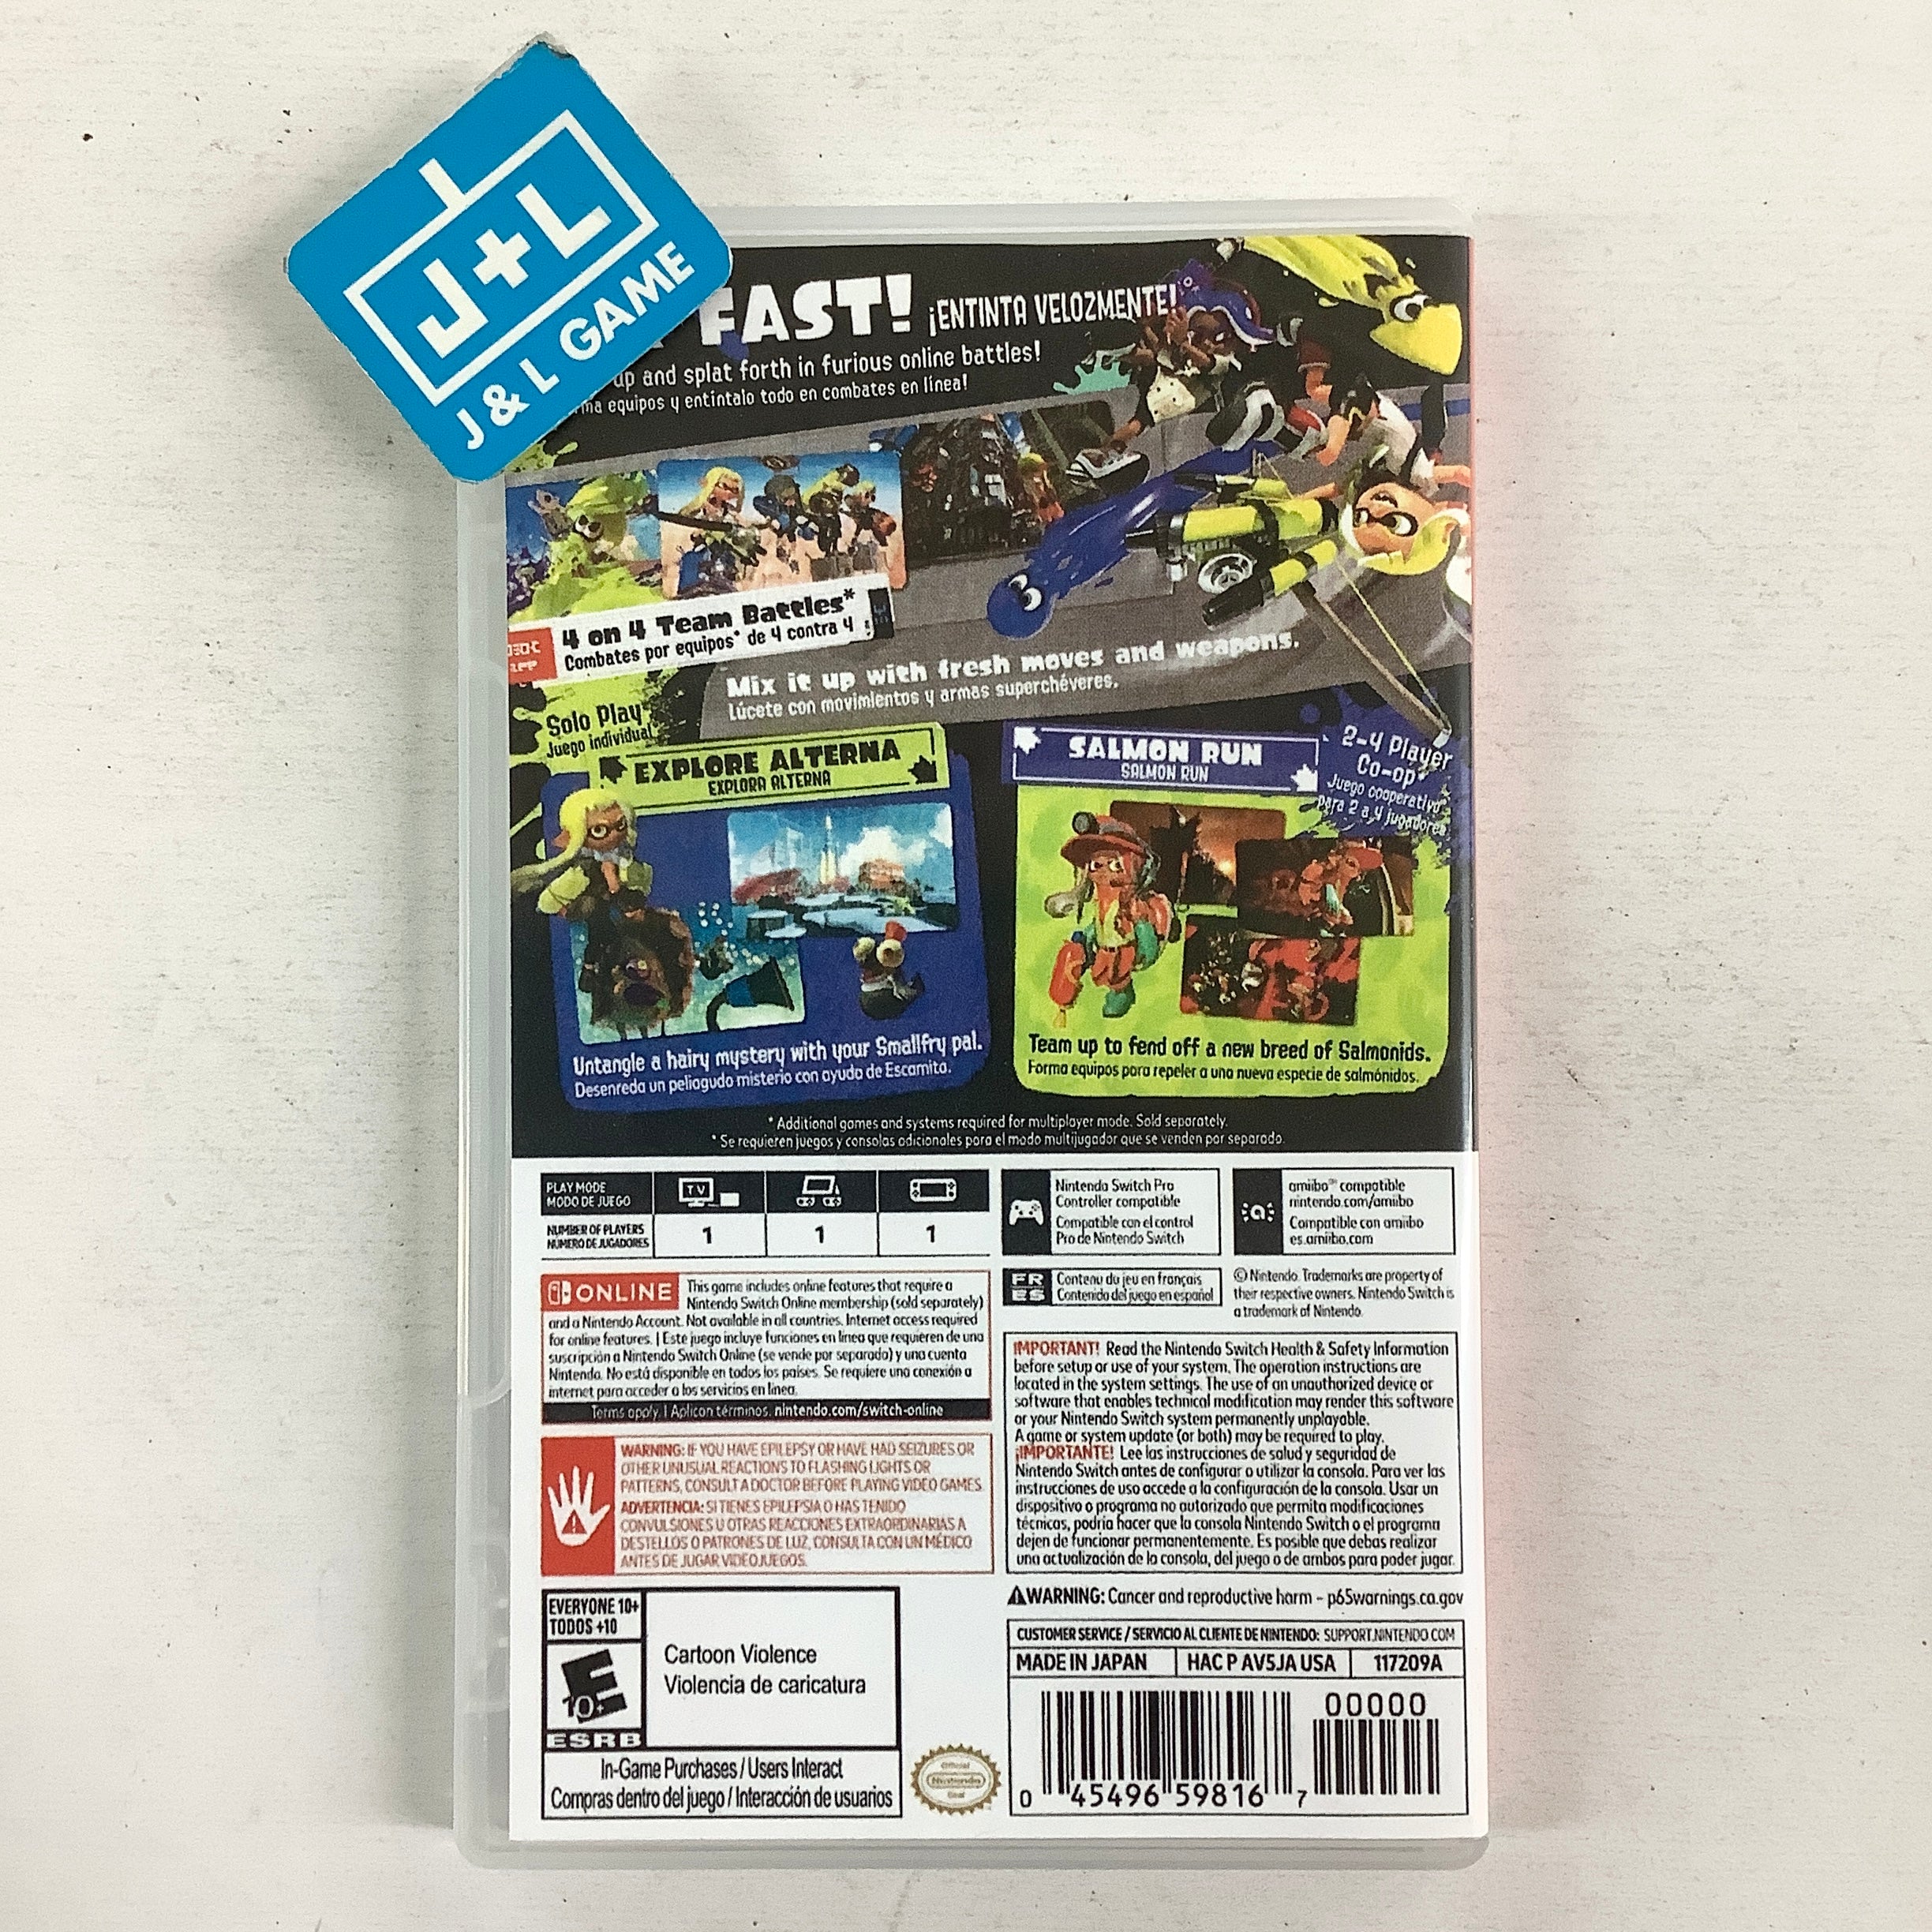 J+L
J & L GAME
FAST! ¡ENTINTA VELOZMENTE!
up and splat forth in furious online battles!
equipos y entíntalo todo en combates en línea!
4 on 4 Team Battles*
Combates por equipos* de 4 contra 4
Mix it up with fresh moves and weapons.
Lúcete con movimientos y armas superchéveres.
Solo Play
Juego individual
EXPLORE ALTERNA
EXPLORA ALTERNA
SALMON RUN
SALMON RUN
2-4 Player
Co-op*
Juego cooperativo*
para 2 a 4 jugadores
Untangle a hairy mystery with your Smallfry pal.
Desenreda un peliagudo misterio con ayuda de Escamito.
Team up to fend off a new breed of Salmonids.
Forma equipos para repeler a una nueva especie de salmónidos.
* Additional games and systems required for multiplayer mode. Sold separately.
* Se requieren juegos y consolas adicionales para el modo multijugador que se venden por separado.
PLAY MODE
MODO DE JUEGO
TV
NUMBER OF PLAYERS
NÚMERO DE JUGADORES
1 1 1
Nintendo Switch Pro
Controller compatible
Compatible con el control
Pro de Nintendo Switch
amiibo™ compatible
nintendo.com/amiibo
Compatible con amiibo
es.amiibo.com
ONLINE
This game includes online features that require a
Nintendo Switch Online membership (sold separately)
and a Nintendo Account. Not available in all countries. Internet access required
for online features. | Este juego incluye funciones en línea que requieren de una
suscripción a Nintendo Switch Online (se vende por separado) y una cuenta
Nintendo. No está disponible en todos los países. Se requiere una conexión a
internet para acceder a los servicios en línea.
Terms apply. | Aplican términos. nintendo.com/switch-online
FR
ES
Contenu du jeu en français
Contenido del juego en español
© Nintendo. Trademarks are property of
their respective owners. Nintendo Switch is
a trademark of Nintendo.
IMPORTANT! Read the Nintendo Switch Health & Safety Information
before setup or use of your system. The operation instructions are
located in the system settings. The use of an unauthorized device or
software that enables technical modification may render this software
or your Nintendo Switch system permanently unplayable.
A game or system update (or both) may be required to play.
¡IMPORTANTE! Lee las instrucciones de salud y seguridad de
Nintendo Switch antes de configurar o utilizar la consola. Para ver las
instrucciones de uso accede a la configuración de la consola. Usar un
dispositivo o programa no autorizado que permita modificaciones
técnicas, podría hacer que la consola Nintendo Switch o el programa
dejen de funcionar permanentemente. Es posible que debas realizar
una actualización de la consola, del juego o de ambos para poder jugar.
WARNING: IF YOU HAVE EPILEPSY OR HAVE HAD SEIZURES OR
OTHER UNUSUAL REACTIONS TO FLASHING LIGHTS OR
PATTERNS, CONSULT A DOCTOR BEFORE PLAYING VIDEO GAMES.
ADVERTENCIA: SI TIENES EPILEPSIA O HAS TENIDO
CONVULSIONES U OTRAS REACCIONES EXTRAORDINARIAS A
DESTELLOS O PATRONES DE LUZ, CONSULTA CON UN MÉDICO
ANTES DE JUGAR VIDEOJUEGOS.
WARNING: Cancer and reproductive harm - p65warnings.ca.gov
EVERYONE 10+
TODOS +10
E
10+
ESRB
Cartoon Violence
Violencia de caricatura
In-Game Purchases / Users Interact
Compras dentro del juego / Interacción de usuarios
Official
Nintendo
Seal
CUSTOMER SERVICE / SERVICIO AL CLIENTE DE NINTENDO: SUPPORT.NINTENDO.COM
MADE IN JAPAN HAC P AV5JA USA 117209A
00000
0 45496 59816 7